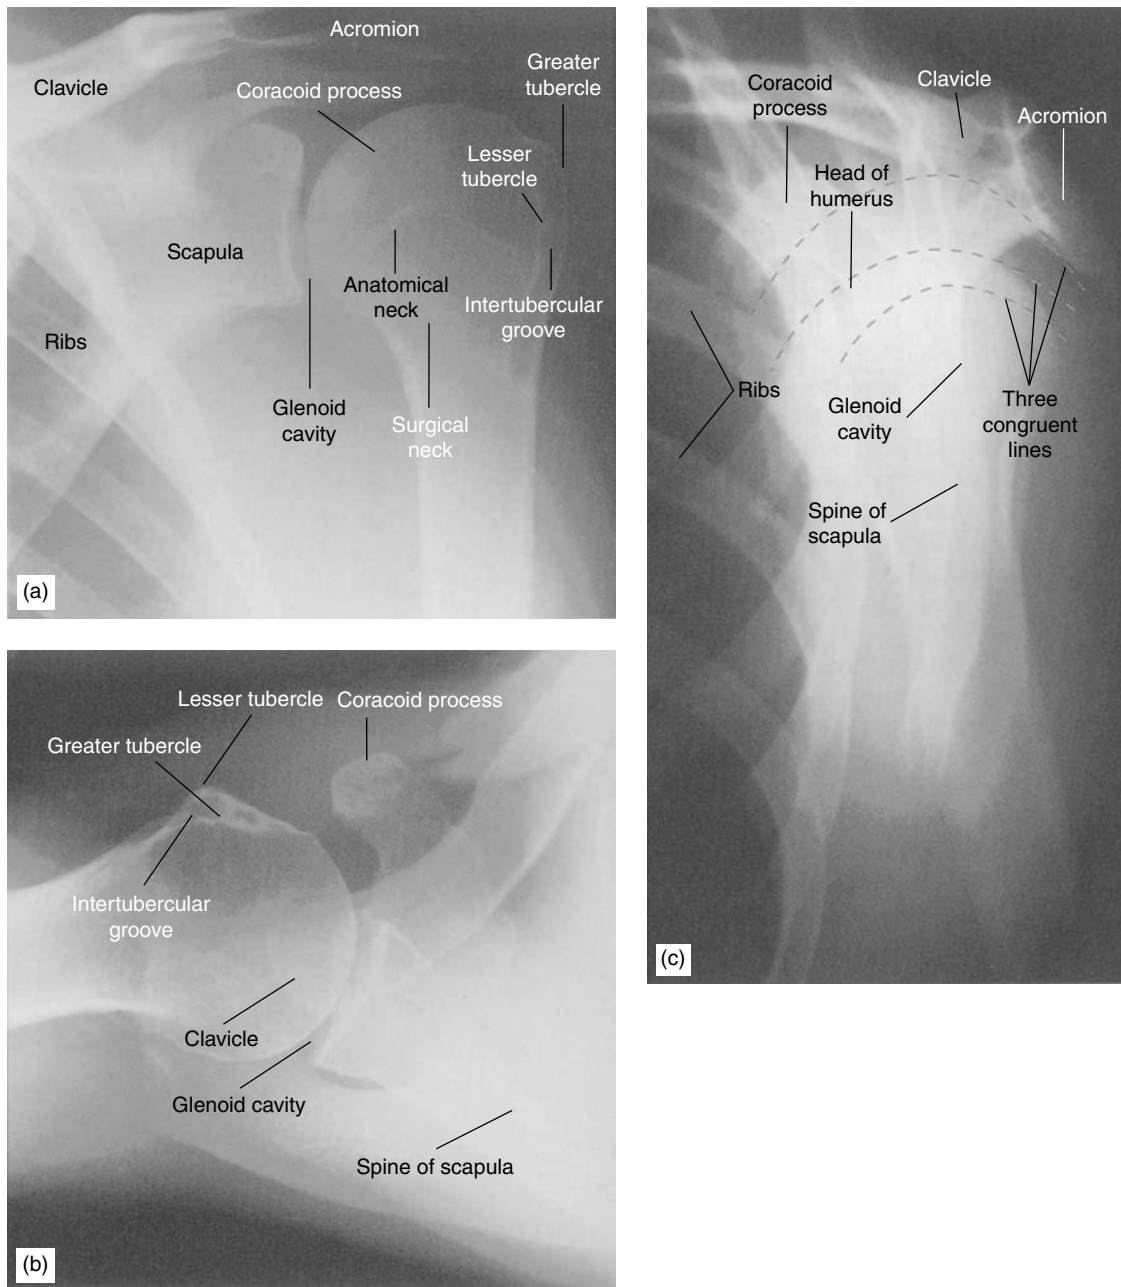 Acromion
Clavicle
Coracoid process
Greater
tubercle
Lesser
tubercle
Scapula
Anatomical
neck
Intertubercular
groove
Ribs
Glenoid
cavity
Surgical
neck
(a)
Lesser tubercle
Coracoid process
Greater tubercle
Intertubercular
groove
Clavicle
Glenoid cavity
Spine of scapula
(b)
Coracoid
process
Clavicle
Acromion
Head of
humerus
Ribs
Glenoid
cavity
Three
congruent
lines
Spine of
scapula
(c)